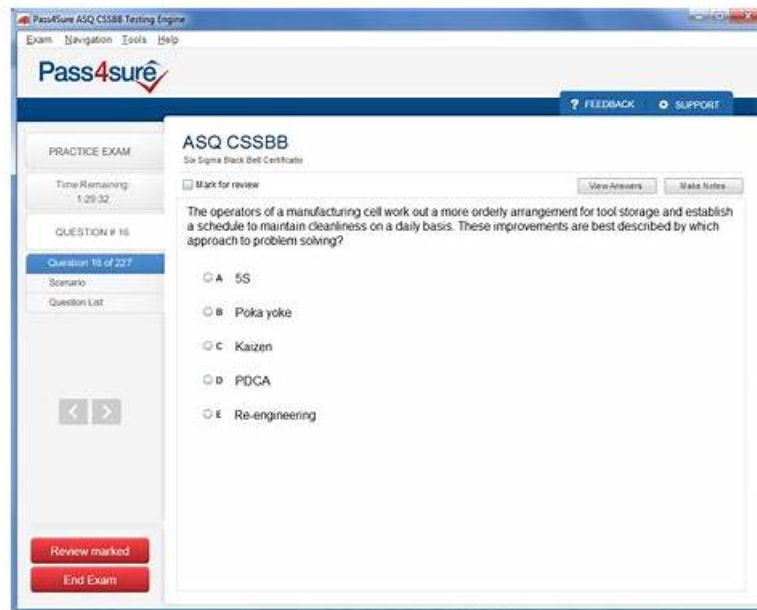 Pass4Sure ASQ CSSBB Testing Engine
Exam Navigation Tools Help
Pass4sure
? FEEDBACK SUPPORT
PRACTICE EXAM
Time Remaining:
1:29:32
QUESTION # 16
Question 16 of 227
Scenario
Question List
Review marked
End Exam
ASQ CSSBB
Six Sigma Black Belt Certificatio
Mark for review
View Answers Make Notes
The operators of a manufacturing cell work out a more orderly arrangement for tool storage and establish
a schedule to maintain cleanliness on a daily basis. These improvements are best described by which
approach to problem solving?
A 5S
B Poka yoke
C Kaizen
D PDCA
E Re-engineering